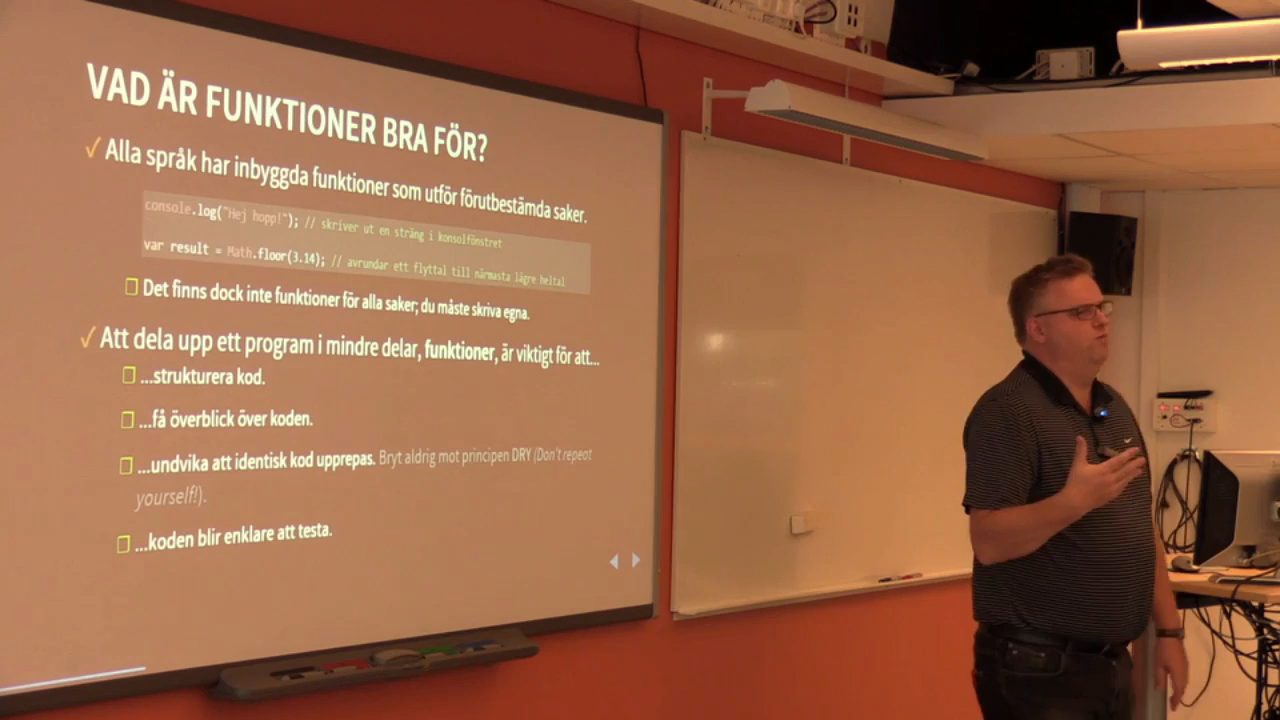 VAD ÄR FUNKTIONER BRA FÖR?
✓ Alla språk har inbyggda funktioner som utför förutbestämda saker.
console.log("Hej hopp!"); // skriver ut en sträng i konsolfönstret
var result = Math.floor(3.14); // avrundar ett flyttal till närmasta lägre heltal
Det finns dock inte funktioner för alla saker; du måste skriva egna.
✓ Att dela upp ett program i mindre delar, funktioner, är viktigt för att...
...strukturera kod.
...få överblick över koden.
...undvika att identisk kod upprepas. Bryt aldrig mot principen DRY (Don't repeat
yourself!).
...koden blir enklare att testa.